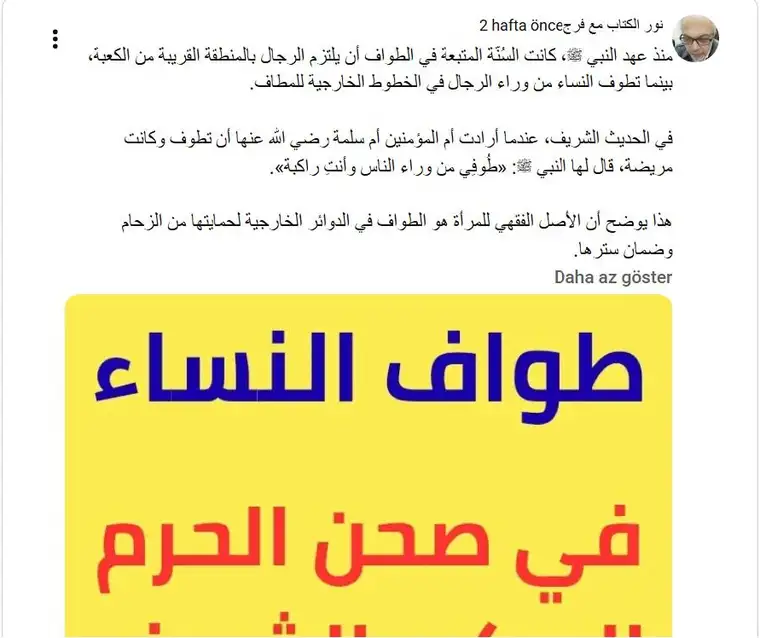 نور الكتاب مع فرج2 hafta önce
منذ عهد النبي ﷺ، كانت السُنّة المتبعة في الطواف أن يلتزم الرجال بالمنطقة القريبة من الكعبة،
بينما تطوف النساء من وراء الرجال في الخطوط الخارجية للمطاف.
في الحديث الشريف، عندما أرادت أم المؤمنين أم سلمة رضي الله عنها أن تطوف وكانت
مريضة، قال لها النبي ﷺ: «طُوفِي من وراء الناس وأنتِ راكبة».
هذا يوضح أن الأصل الفقهي للمرأة هو الطواف في الدوائر الخارجية لحمايتها من الزحام
وضمان سترها.
Daha az göster
طواف النساء
في صحن الحرم